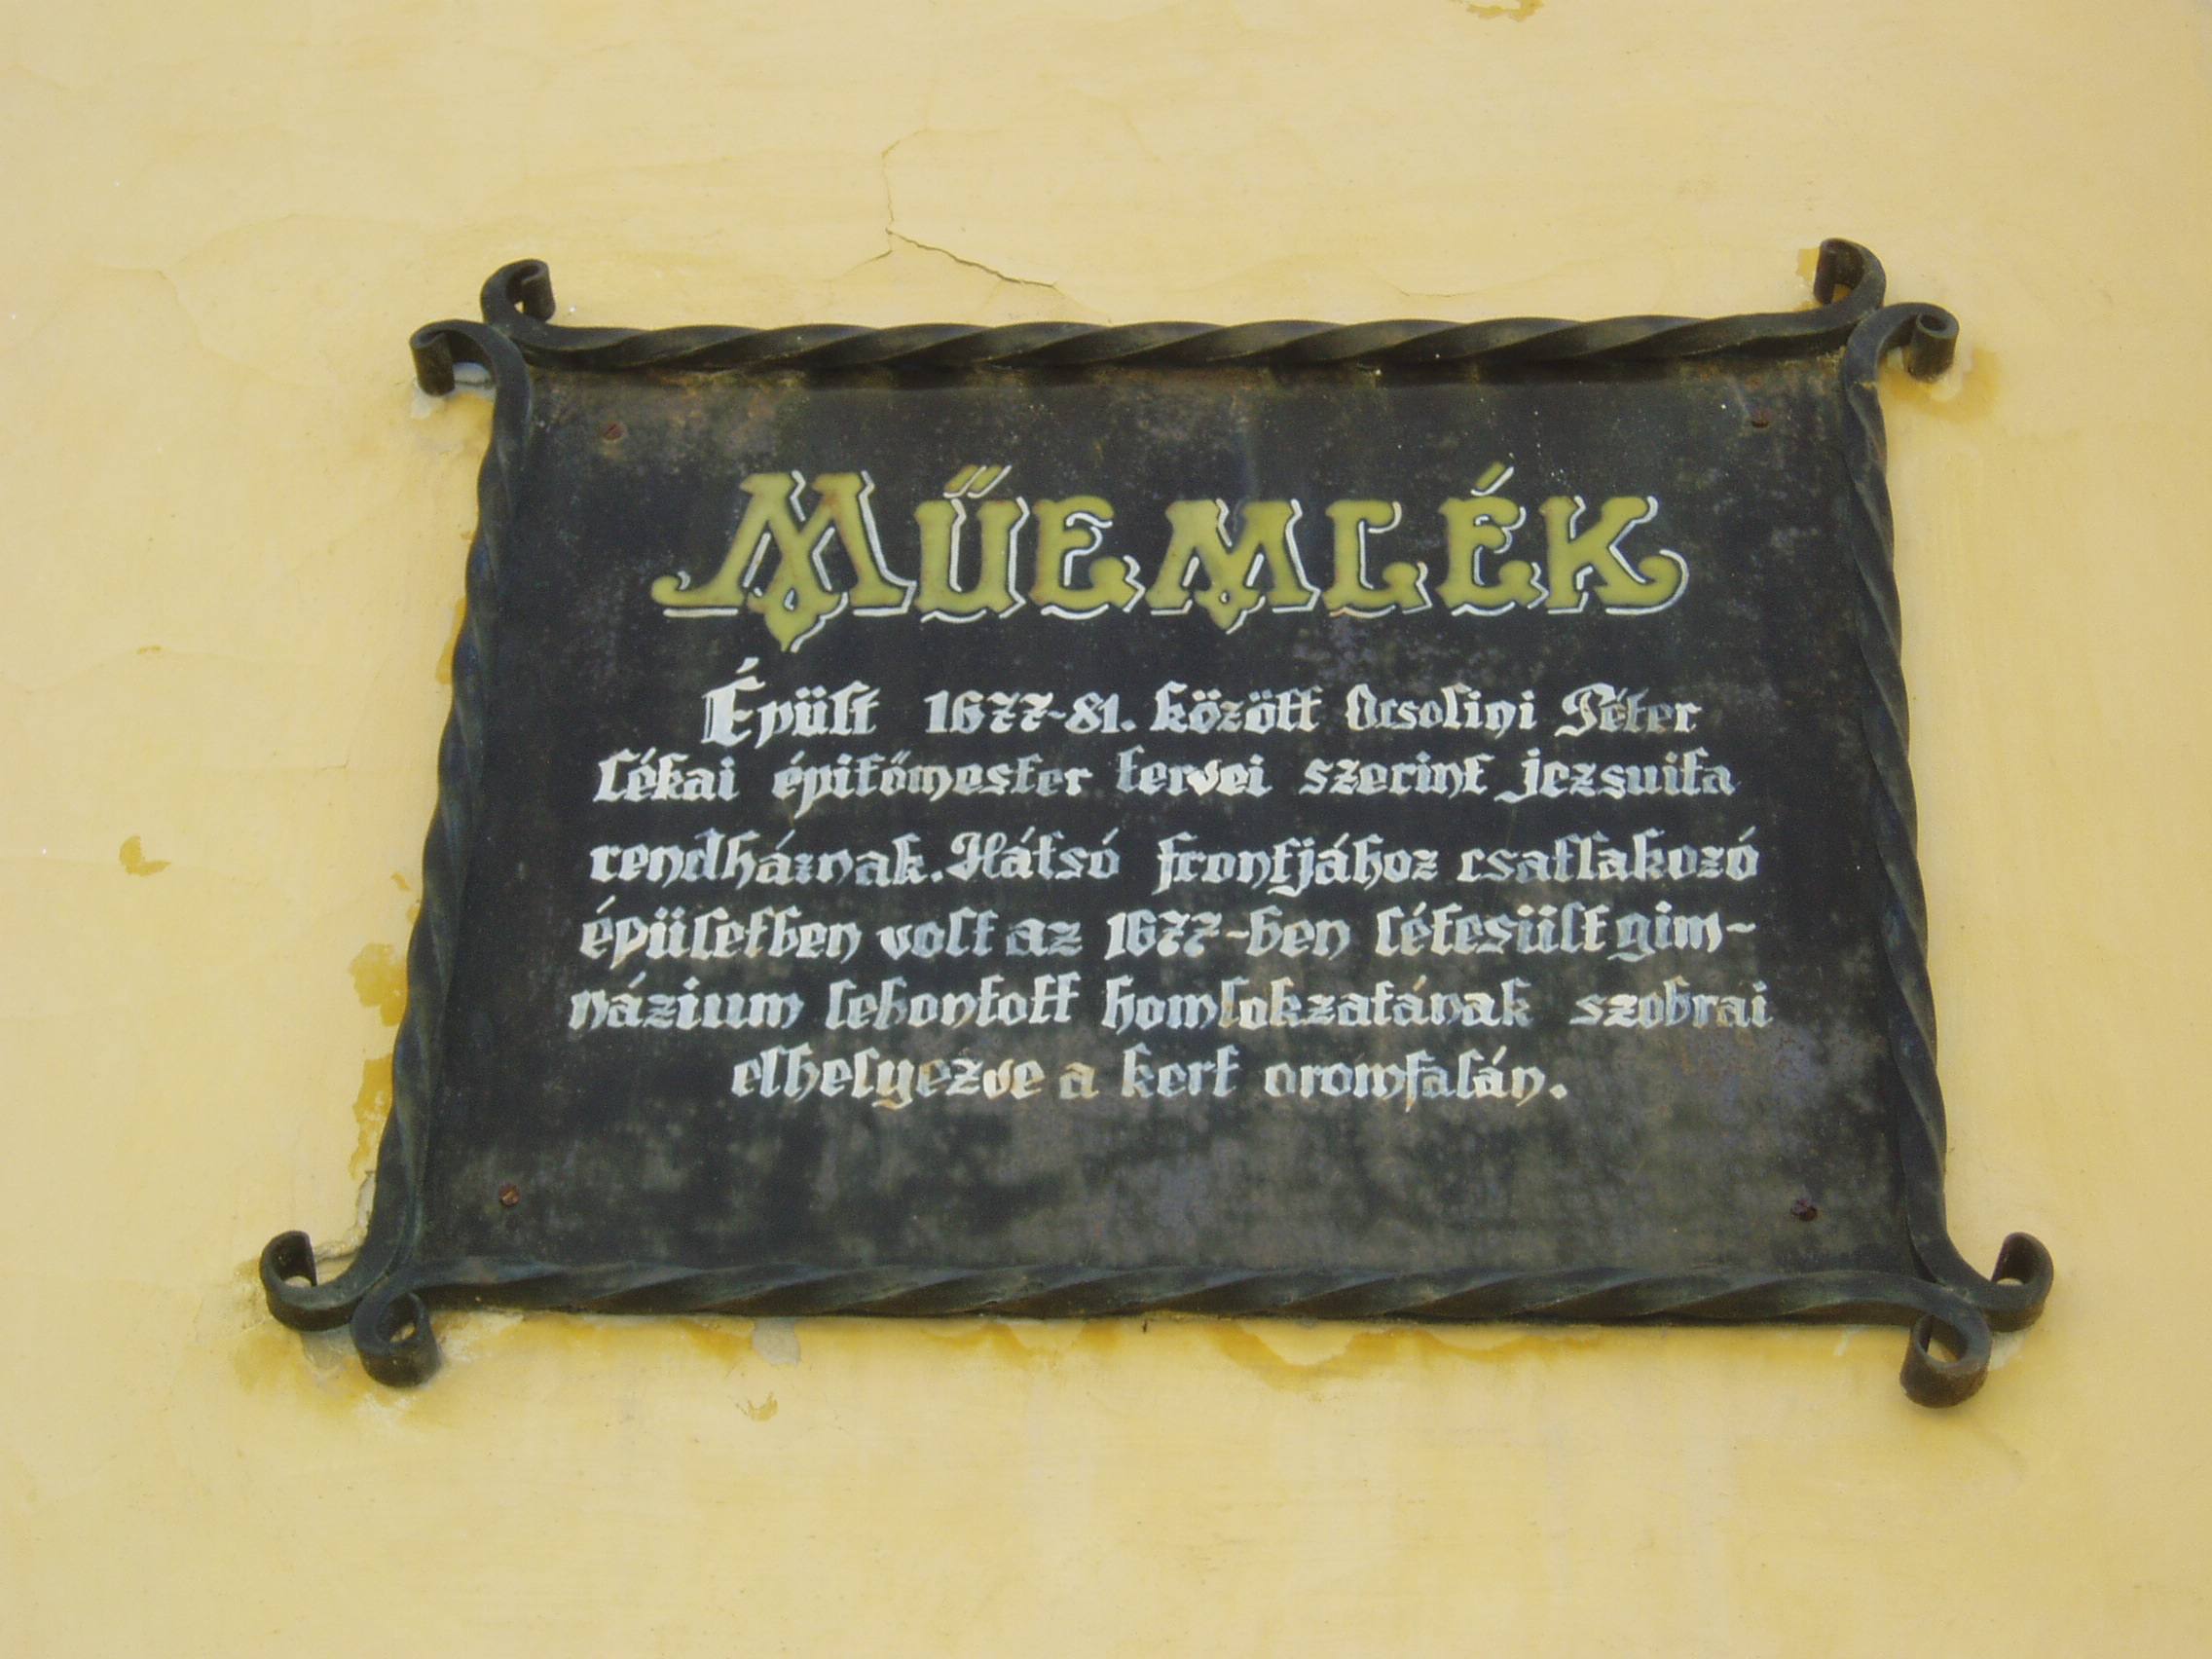 MŰEMLÉK
Épült 1677-81. között Orsolini Péter
lékai építőmester tervei szerint jezsuita
rendháznak. Hátsó frontjához csatlakozó
épületben volt az 1677-ben létesült gim-
názium lebontott homlokzatának szobrai
elhelyezve a kert oromfalán.